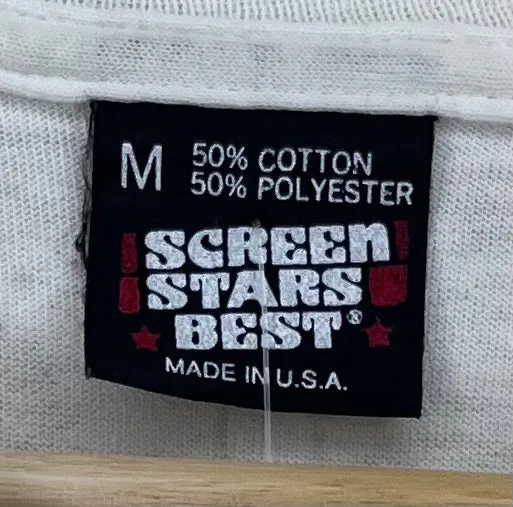 M
50% COTTON
50% POLYESTER
SCREEN
STARS
BEST®
MADE IN U.S.A.